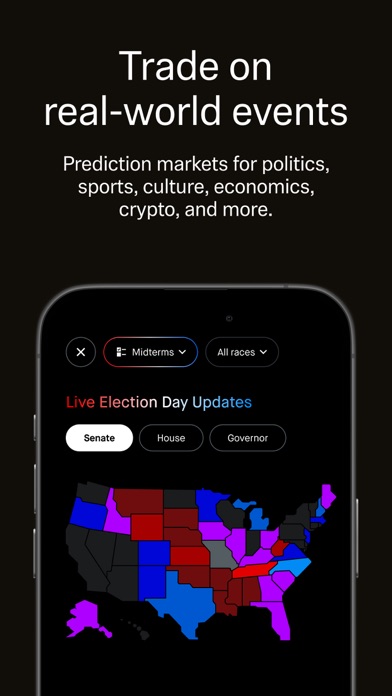 Trade on
real-world events
Prediction markets for politics,
sports, culture, economics,
crypto, and more.
Midterms
All races
Live Election Day Updates
Senate
House
Governor